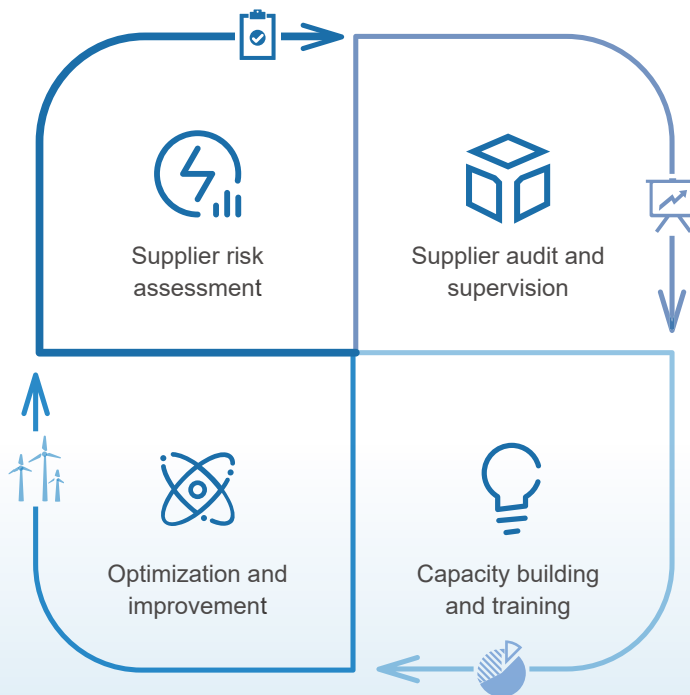 Supplier risk
assessment
Supplier audit and
supervision
Optimization and
improvement
Capacity building
and training